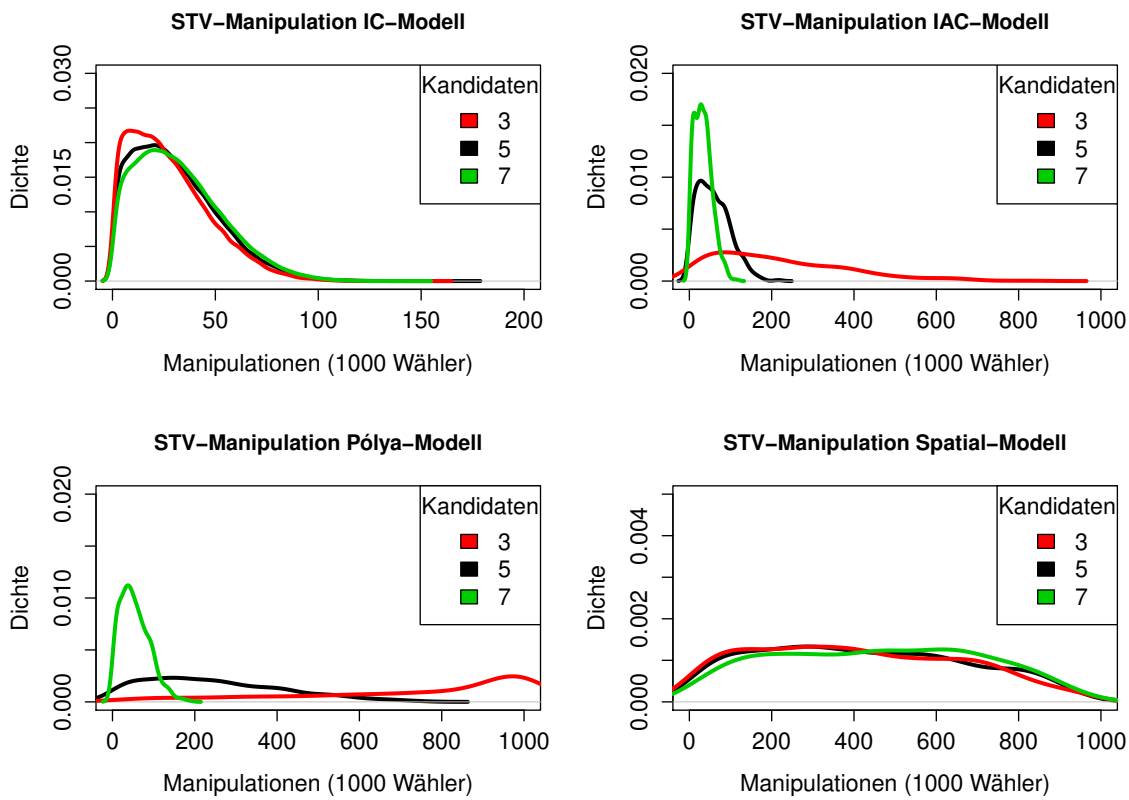 STV−Manipulation IC−Modell
Dichte
0.000
0.015
0.030
Kandidaten
3
5
7
0
50
100
150
200
Manipulationen (1000 Wähler)
STV−Manipulation IAC−Modell
Dichte
0.000
0.010
0.020
Kandidaten
3
5
7
0
200
400
600
800
1000
Manipulationen (1000 Wähler)
STV−Manipulation Pólya−Modell
Dichte
0.000
0.010
0.020
Kandidaten
3
5
7
0
200
400
600
800
1000
Manipulationen (1000 Wähler)
STV−Manipulation Spatial−Modell
Dichte
0.000
0.002
0.004
Kandidaten
3
5
7
0
200
400
600
800
1000
Manipulationen (1000 Wähler)